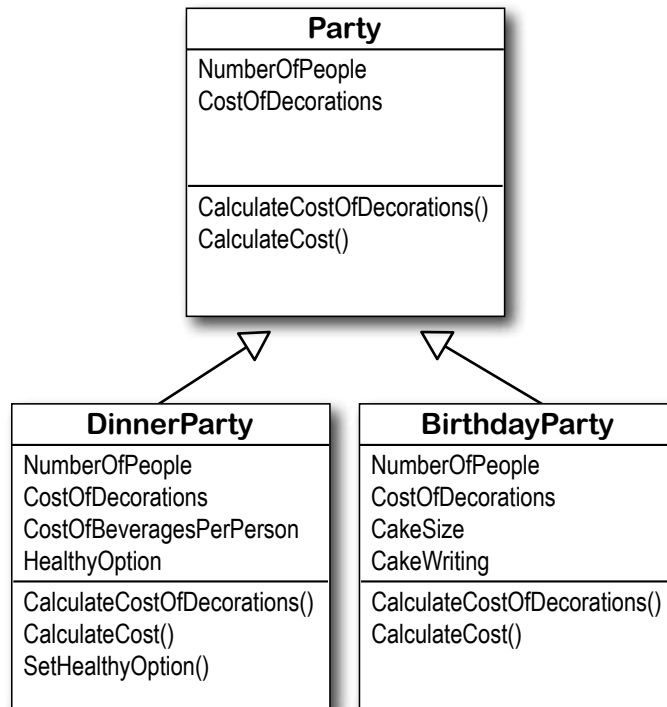 Party
NumberOfPeople
CostOfDecorations
CalculateCostOfDecorations()
CalculateCost()
DinnerParty
NumberOfPeople
CostOfDecorations
CostOfBeveragesPerPerson
HealthyOption
CalculateCostOfDecorations()
CalculateCost()
SetHealthyOption()
BirthdayParty
NumberOfPeople
CostOfDecorations
CakeSize
CakeWriting
CalculateCostOfDecorations()
CalculateCost()